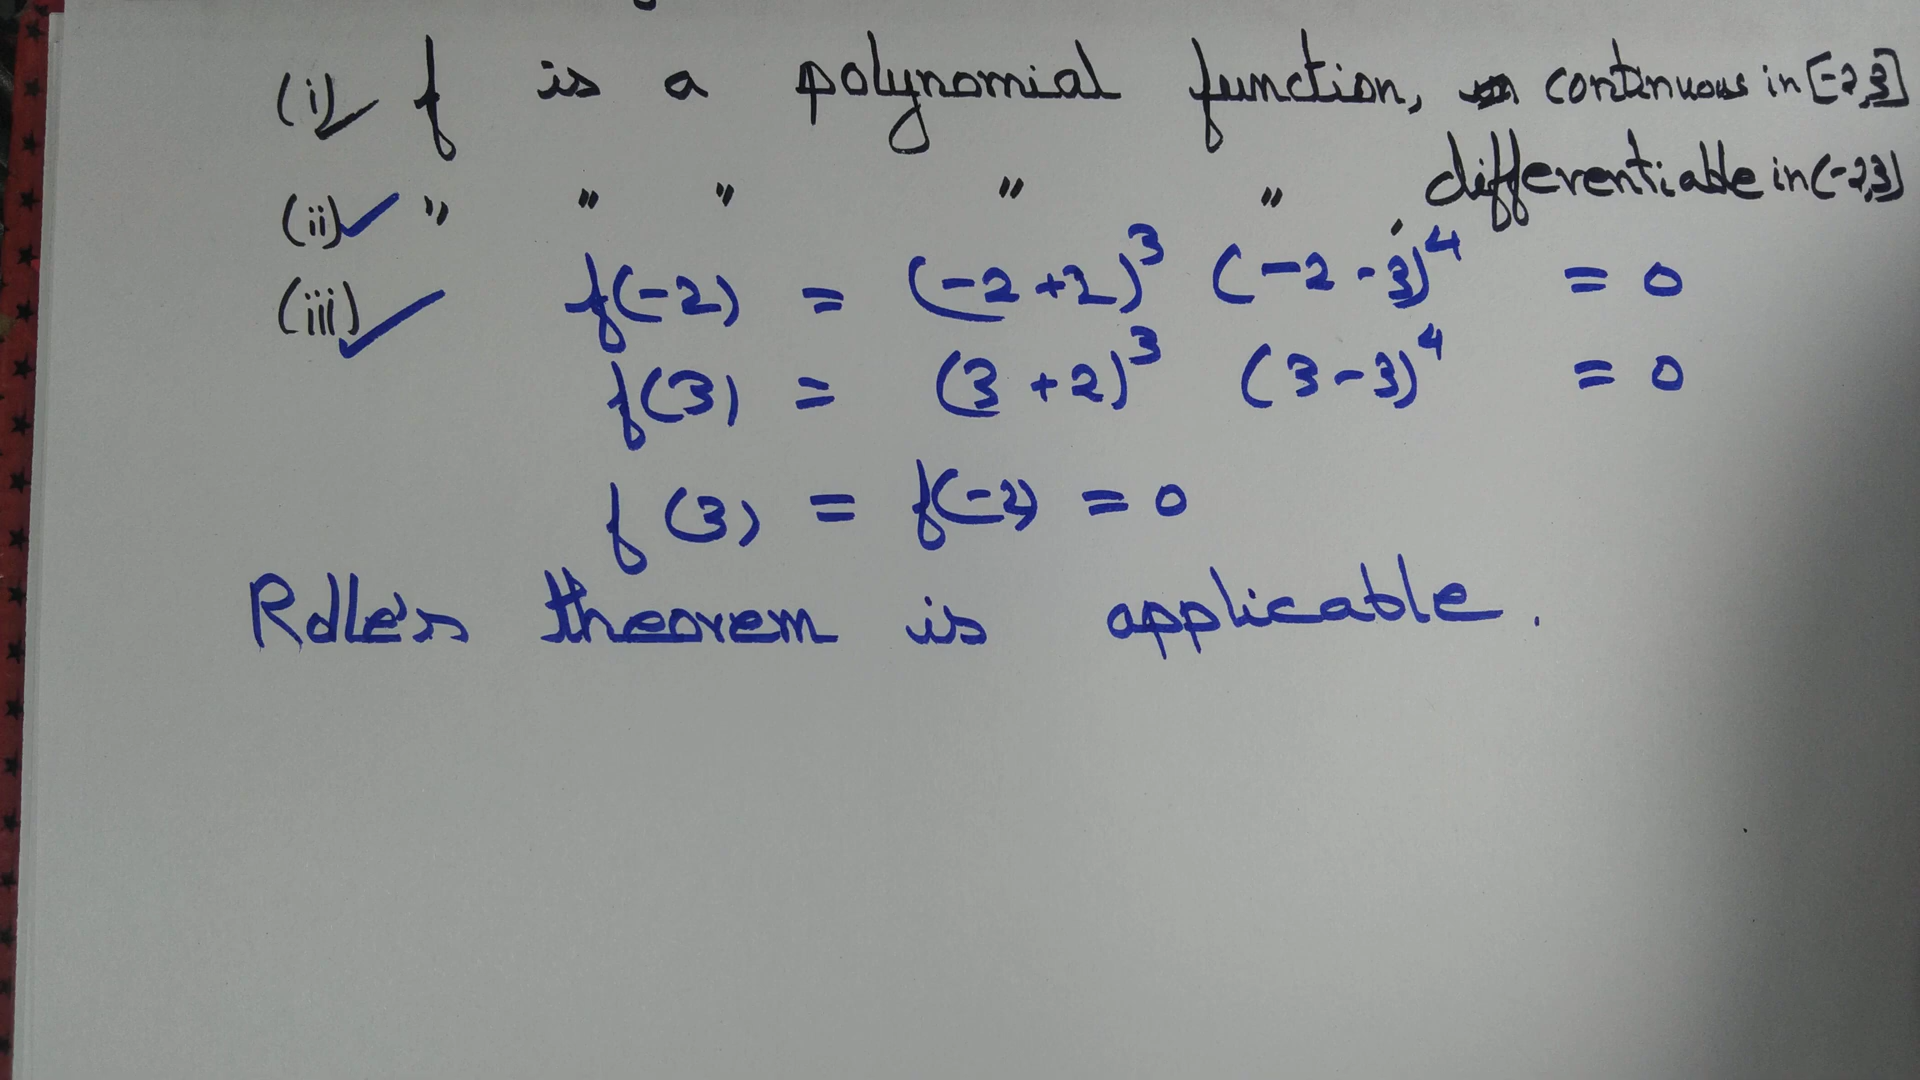 (i) f is a polynomial function, continuous in [-2,3]
(ii) " " " " " differentiable in (-2,3)
(iii) f(-2) = (-2+2)³ (-2-3)⁴ = 0
f(3) = (3+2)³ (3-3)⁴ = 0
f(3) = f(-2) = 0
Rolle's theorem is applicable.